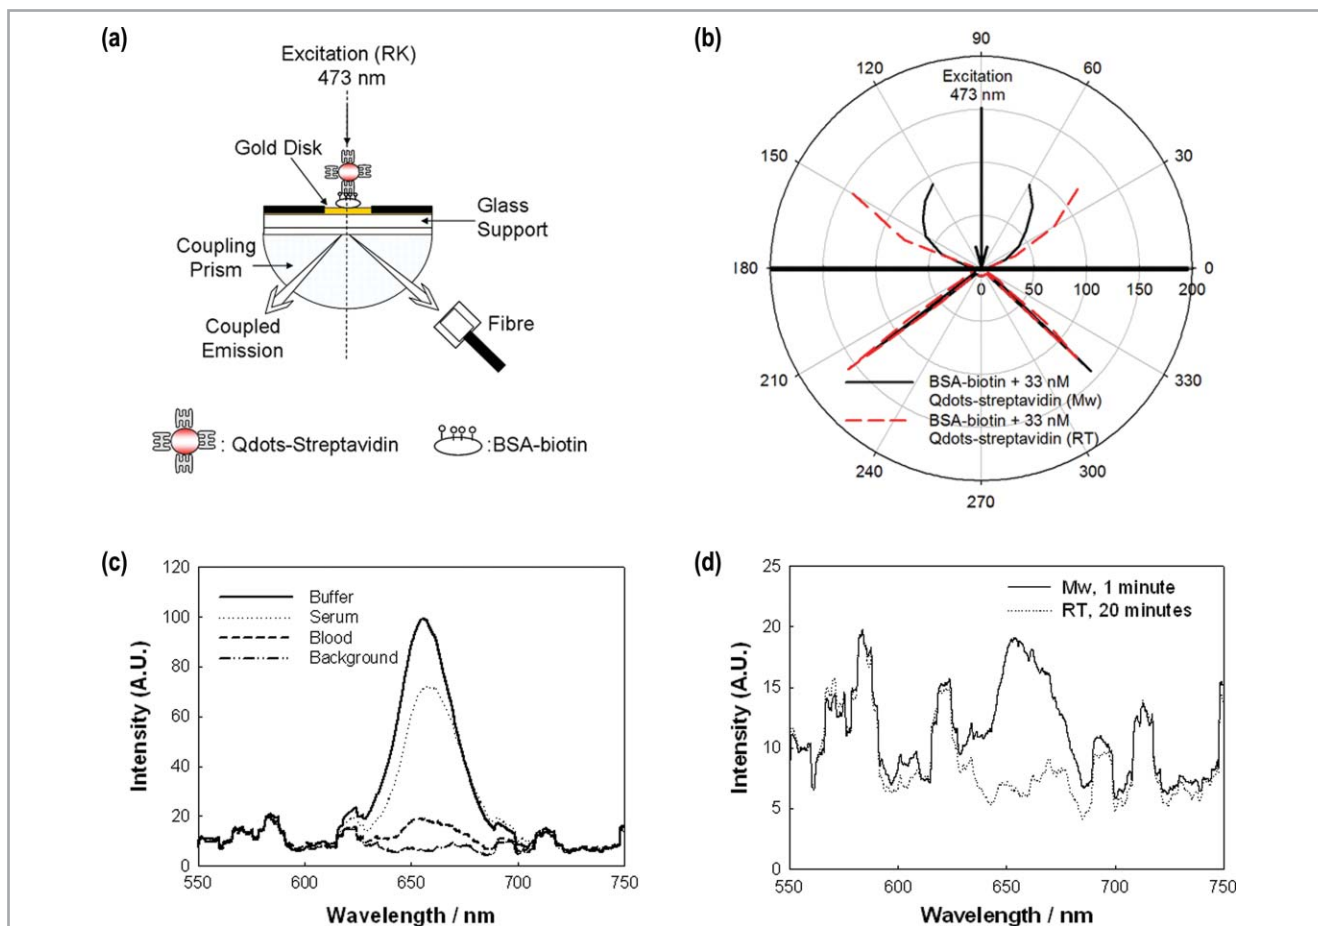 (a)
Excitation (RK)
473 nm
Gold Disk
Glass
Support
Coupling
Prism
Coupled
Emission
Fibre
: Qdots-Streptavidin
:BSA-biotin
(b)
90
120
60
Excitation
473 nm
150
30
180
0
0
50
100
150
200
210
330
BSA-biotin + 33 nM
Qdots-streptavidin (Mw)
BSA-biotin + 33 nM
Qdots-streptavidin (RT)
240
300
270
(c)
120
100
80
60
40
20
0
Intensity (A.U.)
Buffer
Serum
Blood
Background
550
600
650
700
750
Wavelength / nm
(d)
25
20
15
10
5
0
Intensity (A.U.)
Mw, 1 minute
RT, 20 minutes
550
600
650
700
750
Wavelength / nm